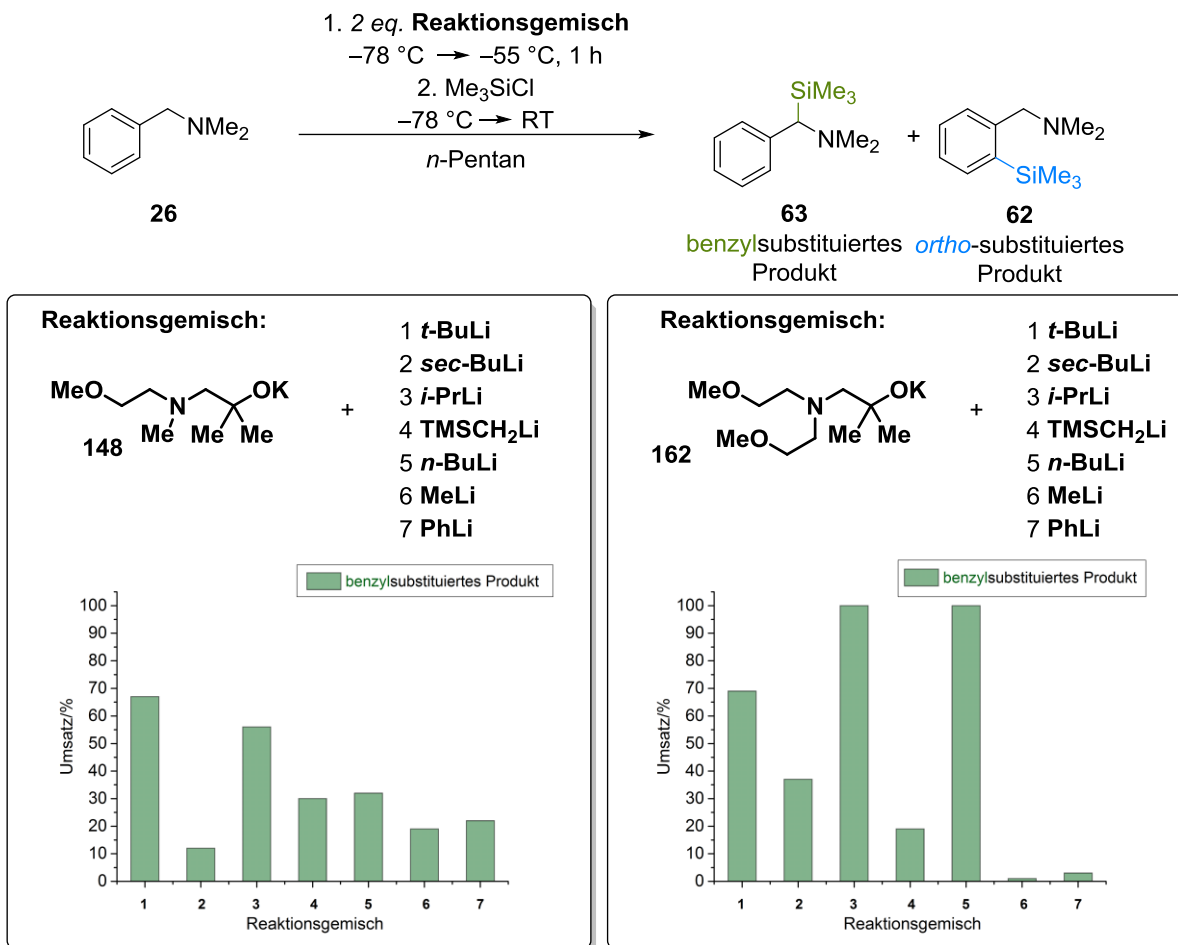 1. 2 eq. Reaktionsgemisch
–78 °C → –55 °C, 1 h
2. Me3SiCl
–78 °C → RT
n-Pentan
NMe2
26
SiMe3
NMe2
63
benzylsubstituiertes
Produkt
+
NMe2
SiMe3
62
ortho-substituiertes
Produkt
Reaktionsgemisch:
MeO
N
Me
OK
Me
Me
148
+
1 t-BuLi
2 sec-BuLi
3 i-PrLi
4 TMSCH2Li
5 n-BuLi
6 MeLi
7 PhLi
benzylsubstituiertes Produkt
Umsatz/%
100
90
80
70
60
50
40
30
20
10
0
1 2 3 4 5 6 7
Reaktionsgemisch
Reaktionsgemisch:
MeO
N
MeO
OK
Me
Me
162
+
1 t-BuLi
2 sec-BuLi
3 i-PrLi
4 TMSCH2Li
5 n-BuLi
6 MeLi
7 PhLi
benzylsubstituiertes Produkt
Umsatz/%
100
90
80
70
60
50
40
30
20
10
0
1 2 3 4 5 6 7
Reaktionsgemisch